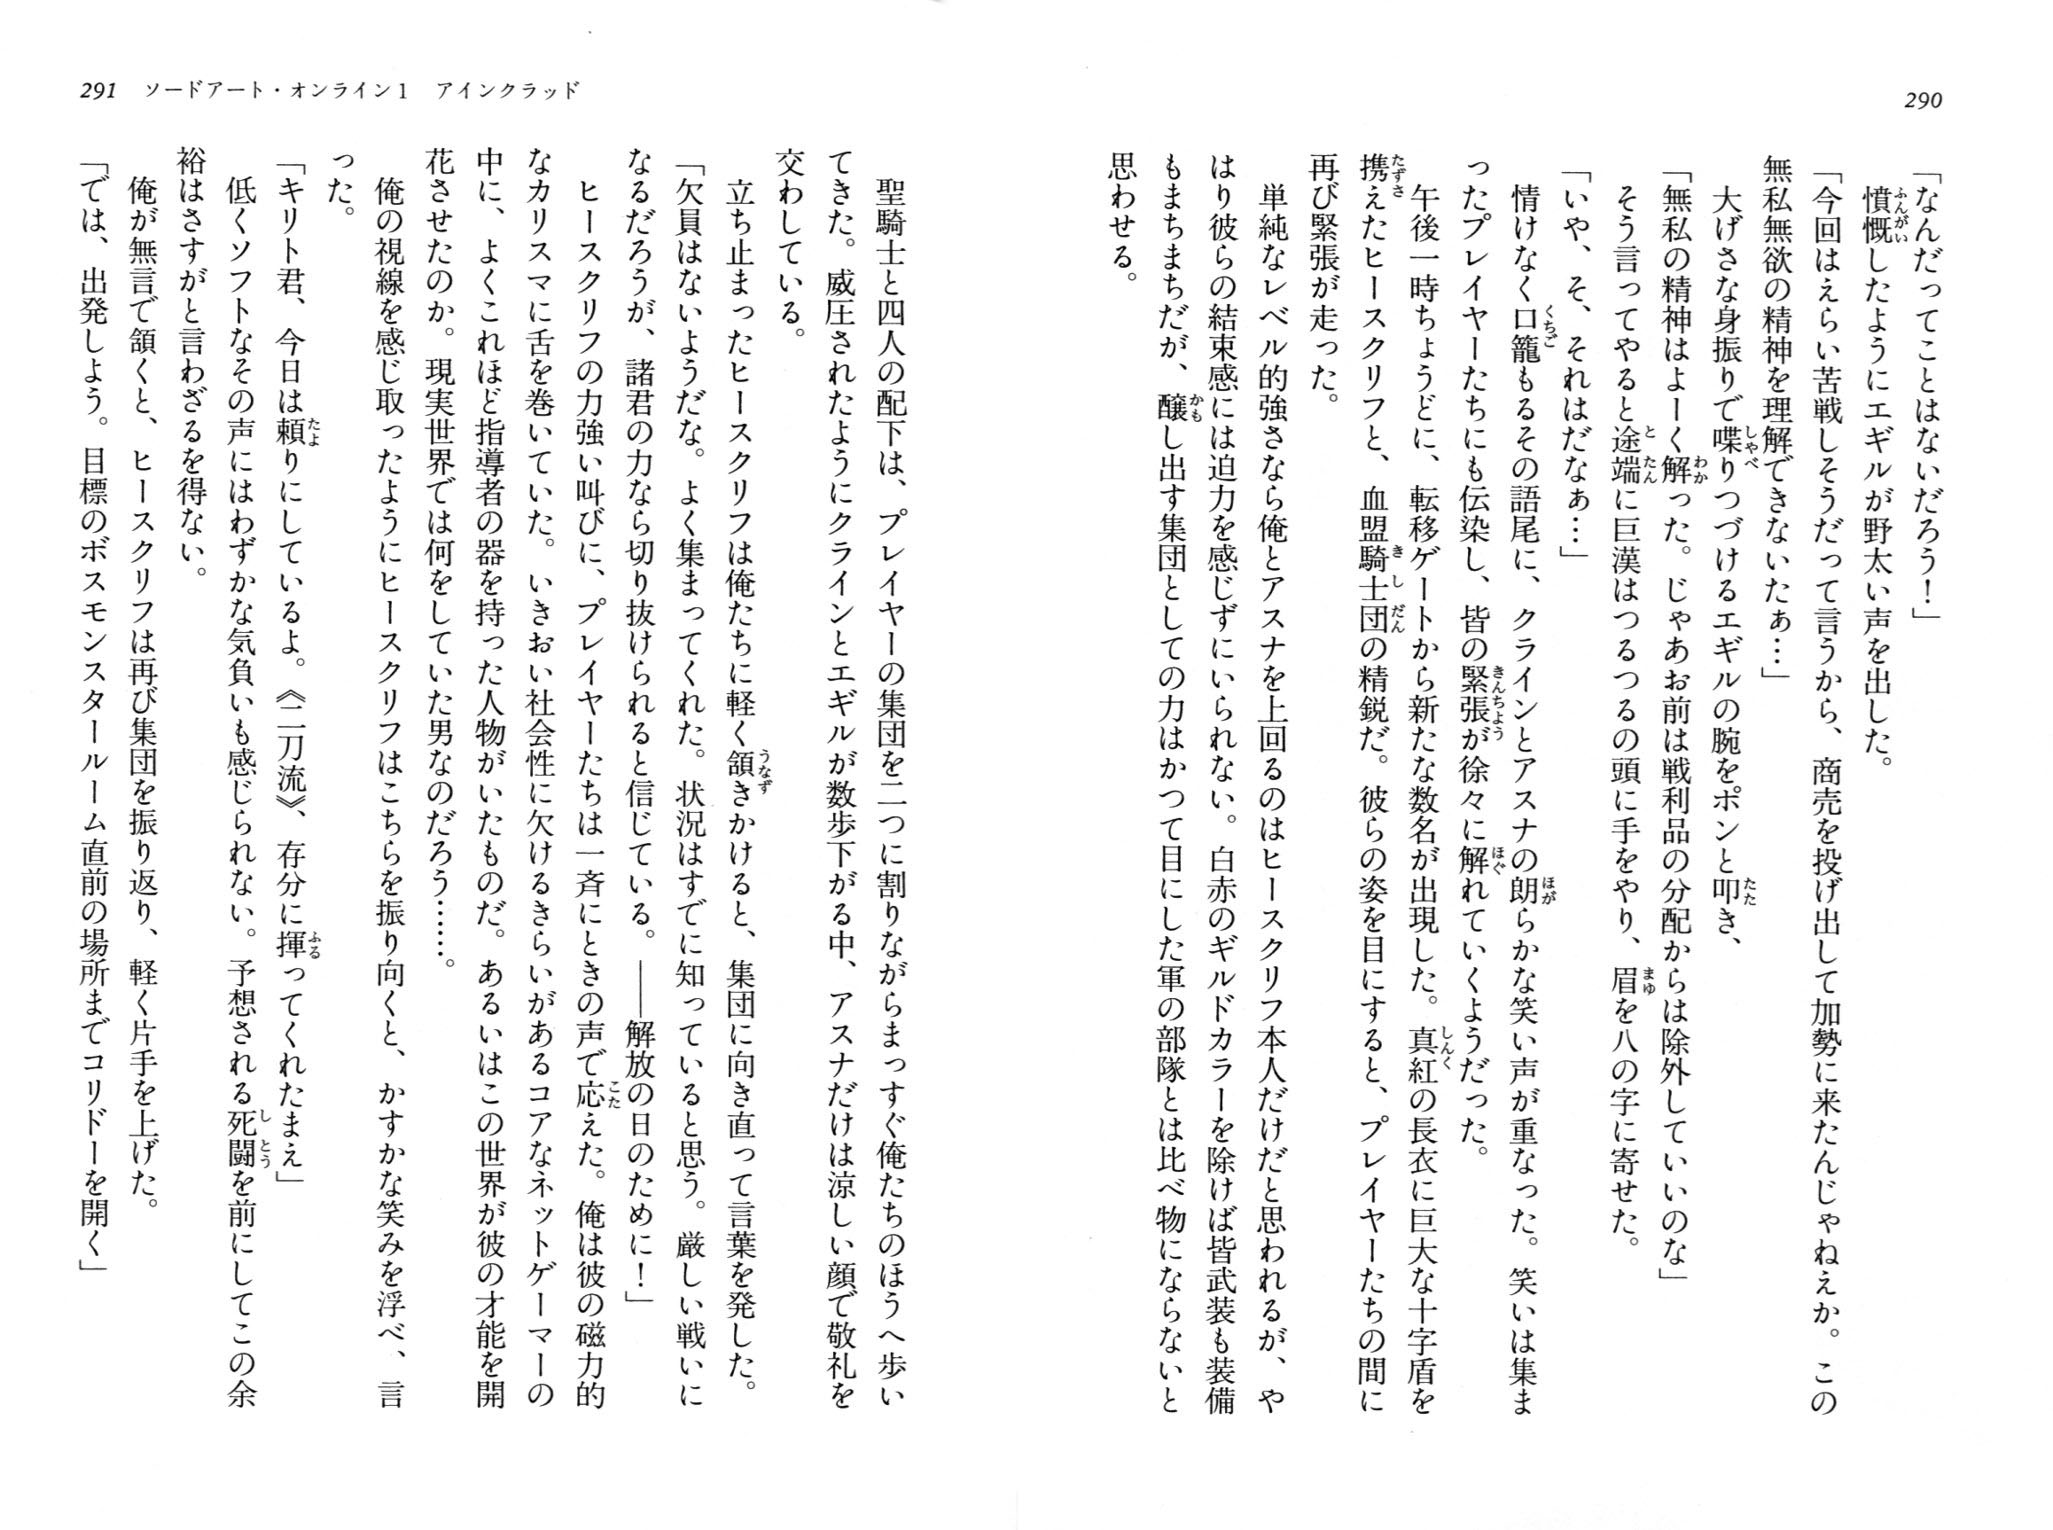 290
「なんだってことはないだろう！」
憤慨したようにエギルが野太い声を出した。
「今回はえらい苦戦しそうだって言うから、商売を投げ出して加勢に来たんじゃねえか。この
無私無欲の精神を理解できないたぁ…」
大げさな身振りで喋りつづけるエギルの腕をポンと叩き、
「無私の精神はよーく解った。じゃあお前は戦利品の分配からは除外していいのな」
そう言ってやると途端に巨漢はつるつるの頭に手をやり、眉を八の字に寄せた。
「いや、そ、それはだなぁ…」
情けなく口籠もるその語尾に、クラインとアスナの朗らかな笑い声が重なった。笑いは集ま
ったプレイヤーたちにも伝染し、皆の緊張が徐々に解れていくようだった。
午後一時ちょうどに、転移ゲートから新たな数名が出現した。真紅の長衣に巨大な十字盾を
携えたヒースクリフと、血盟騎士団の精鋭だ。彼らの姿を目にすると、プレイヤーたちの間に
再び緊張が走った。
単純なレベル的強さなら俺とアスナを上回るのはヒースクリフ本人だけだと思われるが、や
はり彼らの結束感には迫力を感じずにいられない。白赤のギルドカラーを除けば皆武装も装備
もまちまちだが、醸し出す集団としての力はかつて目にした軍の部隊とは比べ物にならないと
思わせる。
291 ソードアート・オンライン1 アインクラッド
聖騎士と四人の配下は、プレイヤーの集団を二つに割りながらまっすぐ俺たちのほうへ歩い
てきた。威圧されたようにクラインとエギルが数歩下がる中、アスナだけは涼しい顔で敬礼を
交わしている。
立ち止まったヒースクリフは俺たちに軽く頷きかけると、集団に向き直って言葉を発した。
「欠員はないようだな。よく集まってくれた。状況はすでに知っていると思う。厳しい戦いに
なるだろうが、諸君の力なら切り抜けられると信じている。――解放の日のために！」
ヒースクリフの力強い叫びに、プレイヤーたちは一斉にときの声で応えた。俺は彼の磁力的
なカリスマに舌を巻いていた。いきおい社会性に欠けるきらいがあるコアなネットゲーマーの
中に、よくこれほど指導者の器を持った人物がいたものだ。あるいはこの世界が彼の才能を開
花させたのか。現実世界では何をしていた男なのだろう……。
俺の視線を感じ取ったようにヒースクリフはこちらを振り向くと、かすかな笑みを浮べ、言
った。
「キリト君、今日は頼りにしているよ。《二刀流》、存分に揮ってくれたまえ」
低くソフトなその声にはわずかな気負いも感じられない。予想される死闘を前にしてこの余
裕はさすがと言わざるを得ない。
俺が無言で頷くと、ヒースクリフは再び集団を振り返り、軽く片手を上げた。
「では、出発しよう。目標のボスモンスタールーム直前の場所までコリドーを開く」